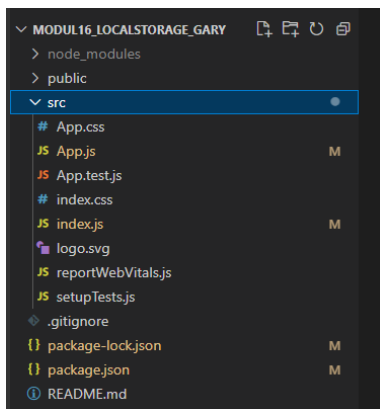 MODUL16_LOCALSTORAGE_GARY
node_modules
public
src
# App.css
JS App.js M
JS App.test.js
# index.css
JS index.js M
logo.svg
JS reportWebVitals.js
JS setupTests.js
.gitignore
{} package-lock.json M
{} package.json M
README.md